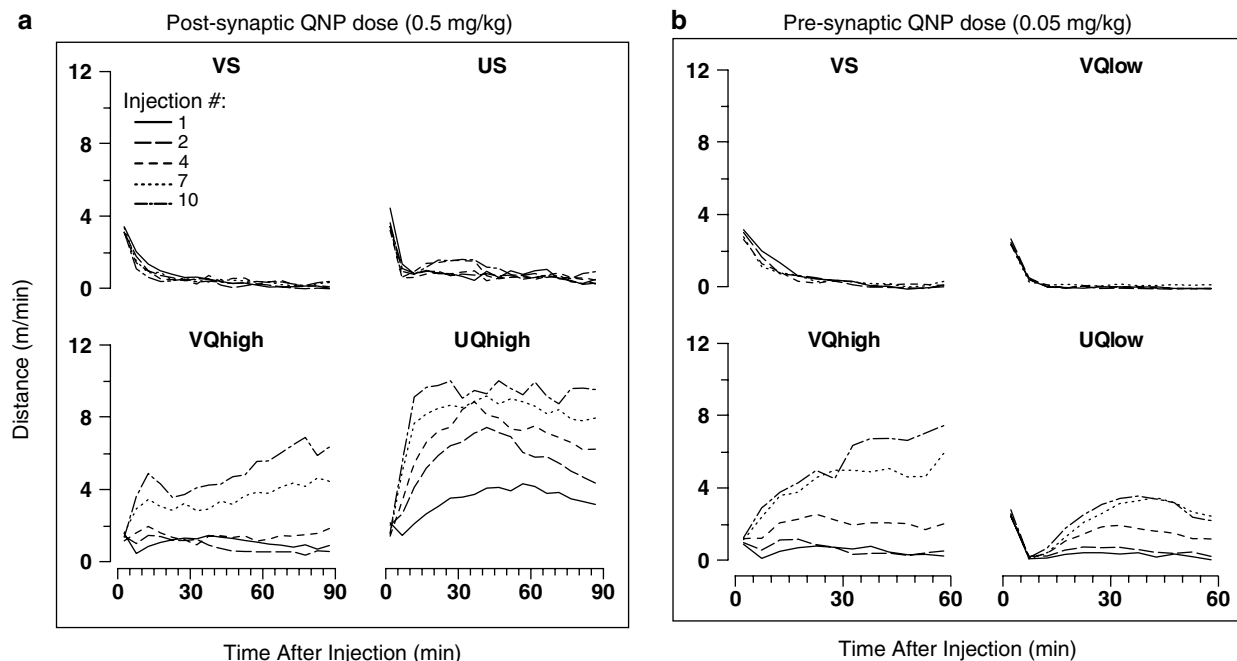 a
Post-synaptic QNP dose (0.5 mg/kg)
VS
US
Injection #:
1
2
4
7
10
12
8
4
0
VQhigh
UQhigh
12
8
4
0
0 30 60 90
0 30 60 90
Distance (m/min)
Time After Injection (min)
b
Pre-synaptic QNP dose (0.05 mg/kg)
VS
VQlow
12
8
4
0
VQhigh
UQlow
12
8
4
0
0 30 60
0 30 60
Time After Injection (min)